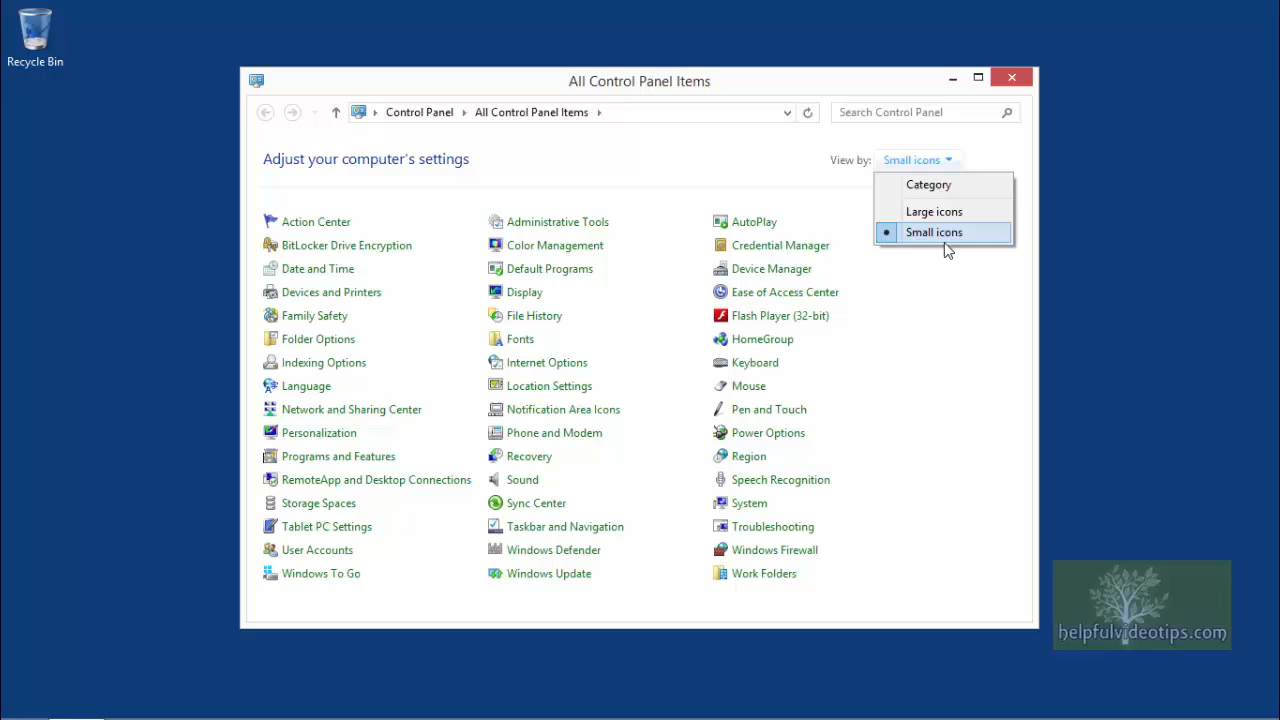 Recycle Bin
All Control Panel Items
Control Panel
All Control Panel Items
Search Control Panel
Adjust your computer's settings
View by:
Small icons
Category
Large icons
Small icons
Action Center
Administrative Tools
AutoPlay
BitLocker Drive Encryption
Color Management
Credential Manager
Date and Time
Default Programs
Device Manager
Devices and Printers
Display
Ease of Access Center
Family Safety
File History
Flash Player (32-bit)
Folder Options
Fonts
HomeGroup
Indexing Options
Internet Options
Keyboard
Language
Location Settings
Mouse
Network and Sharing Center
Notification Area Icons
Pen and Touch
Personalization
Phone and Modem
Power Options
Programs and Features
Recovery
Region
RemoteApp and Desktop Connections
Sound
Speech Recognition
Storage Spaces
Sync Center
System
Tablet PC Settings
Taskbar and Navigation
Troubleshooting
User Accounts
Windows Defender
Windows Firewall
Windows To Go
Windows Update
Work Folders
helpfulvideotips.com